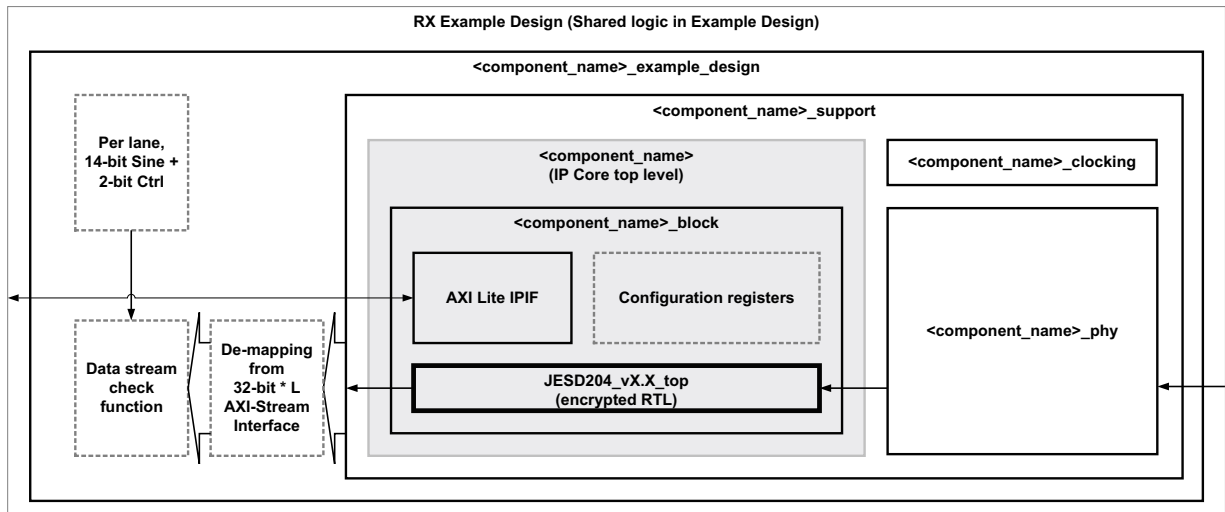 RX Example Design (Shared logic in Example Design)
<component_name>_example_design
<component_name>_support
Per lane,
14-bit Sine +
2-bit Ctrl
<component_name>
(IP Core top level)
<component_name>_clocking
<component_name>_block
AXI Lite IPIF
Configuration registers
<component_name>_phy
Data stream
check
function
De-mapping
from
32-bit * L
AXI-Stream
Interface
JESD204_vX.X_top
(encrypted RTL)